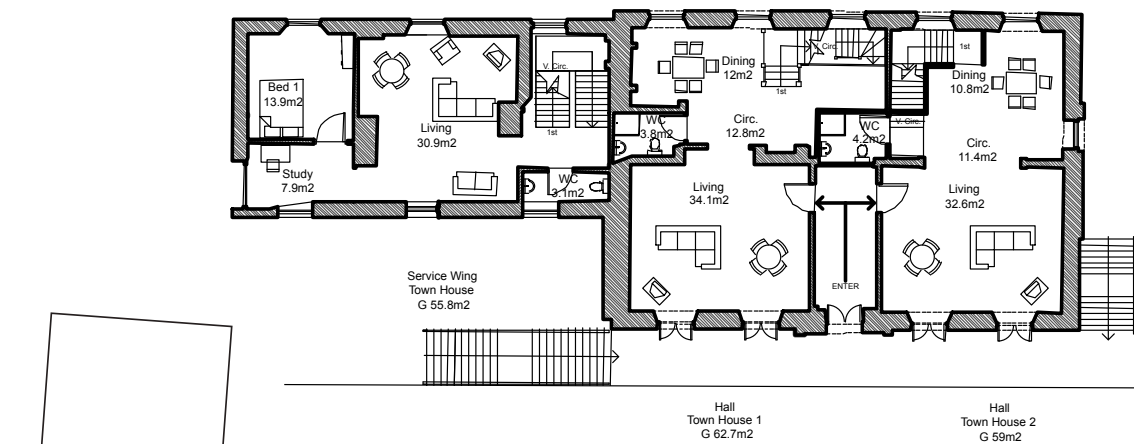 Bed 1
13.9m2
Living
30.9m2
V. Circ.
1st
Study
7.9m2
WC
3.1m2
WC
3.8m2
Dining
12m2
V. Circ.
1st
Circ.
12.8m2
Living
34.1m2
WC
4.2m2
V. Circ.
1st
Dining
10.8m2
Circ.
11.4m2
Living
32.6m2
ENTER
Service Wing
Town House
G 55.8m2
Hall
Town House 1
G 62.7m2
Hall
Town House 2
G 59m2